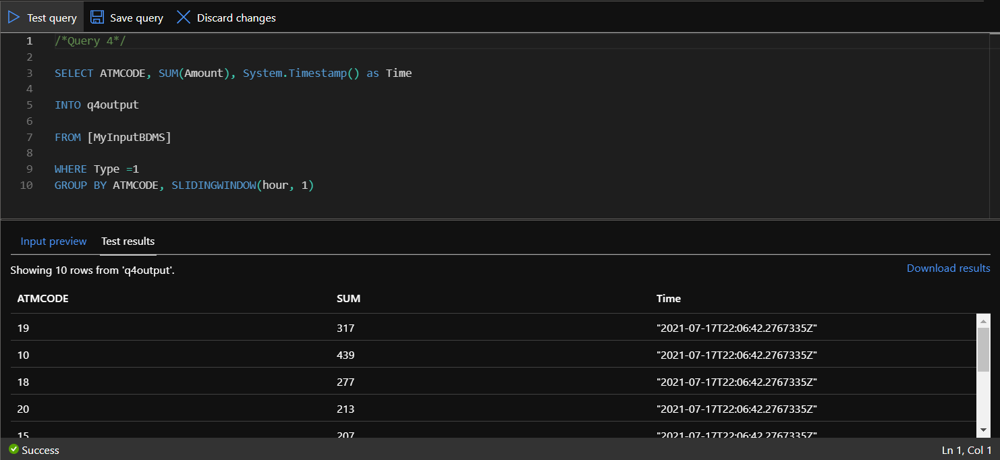 Test query Save query Discard changes
1 /*Query 4*/
2
3 SELECT ATMCODE, SUM(Amount), System.Timestamp() as Time
4
5 INTO q4output
6
7 FROM [MyInputBDMS]
8
9 WHERE Type =1
10 GROUP BY ATMCODE, SLIDINGWINDOW(hour, 1)
Input preview Test results
Showing 10 rows from 'q4output'. Download results
ATMCODE SUM Time
19 317 "2021-07-17T22:06:42.2767335Z"
10 439 "2021-07-17T22:06:42.2767335Z"
18 277 "2021-07-17T22:06:42.2767335Z"
20 213 "2021-07-17T22:06:42.2767335Z"
15 207 "2021-07-17T22:06:42.2767335Z"
Success Ln 1, Col 1